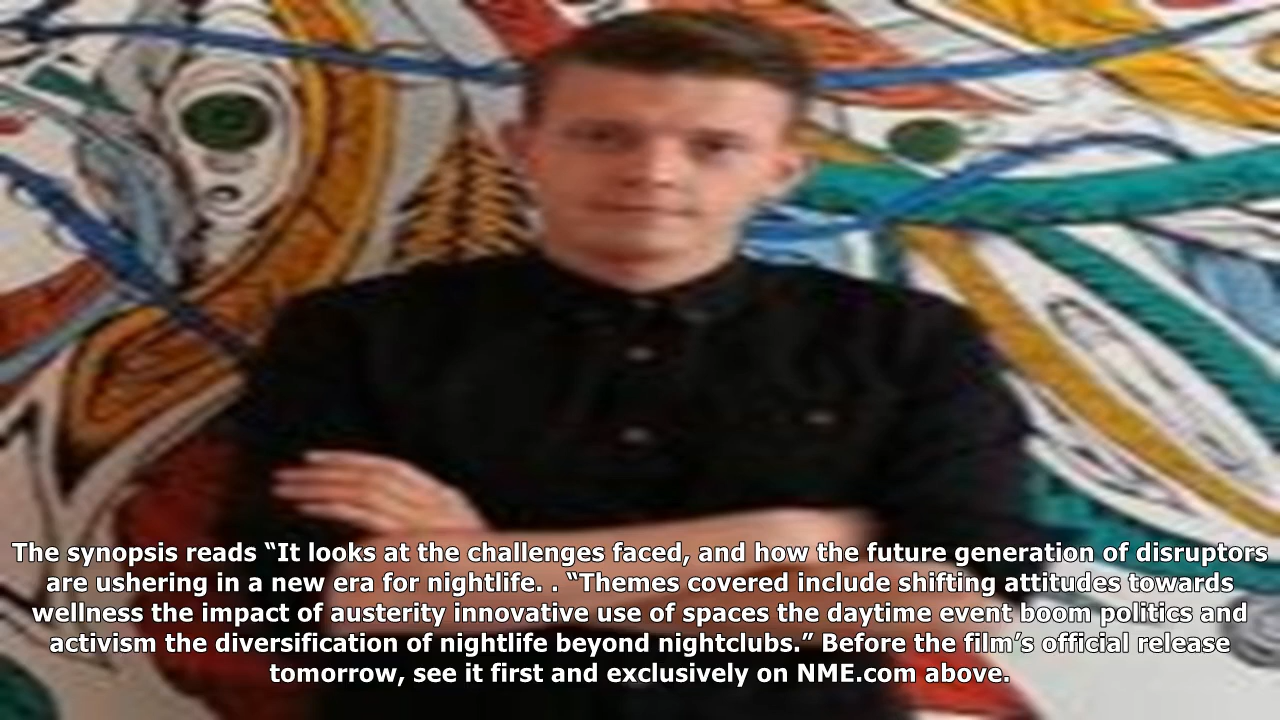 The synopsis reads “It looks at the challenges faced, and how the future generation of disruptors
are ushering in a new era for nightlife. . “Themes covered include shifting attitudes towards
wellness the impact of austerity innovative use of spaces the daytime event boom politics and
activism the diversification of nightlife beyond nightclubs.” Before the film’s official release
tomorrow, see it first and exclusively on NME.com above.